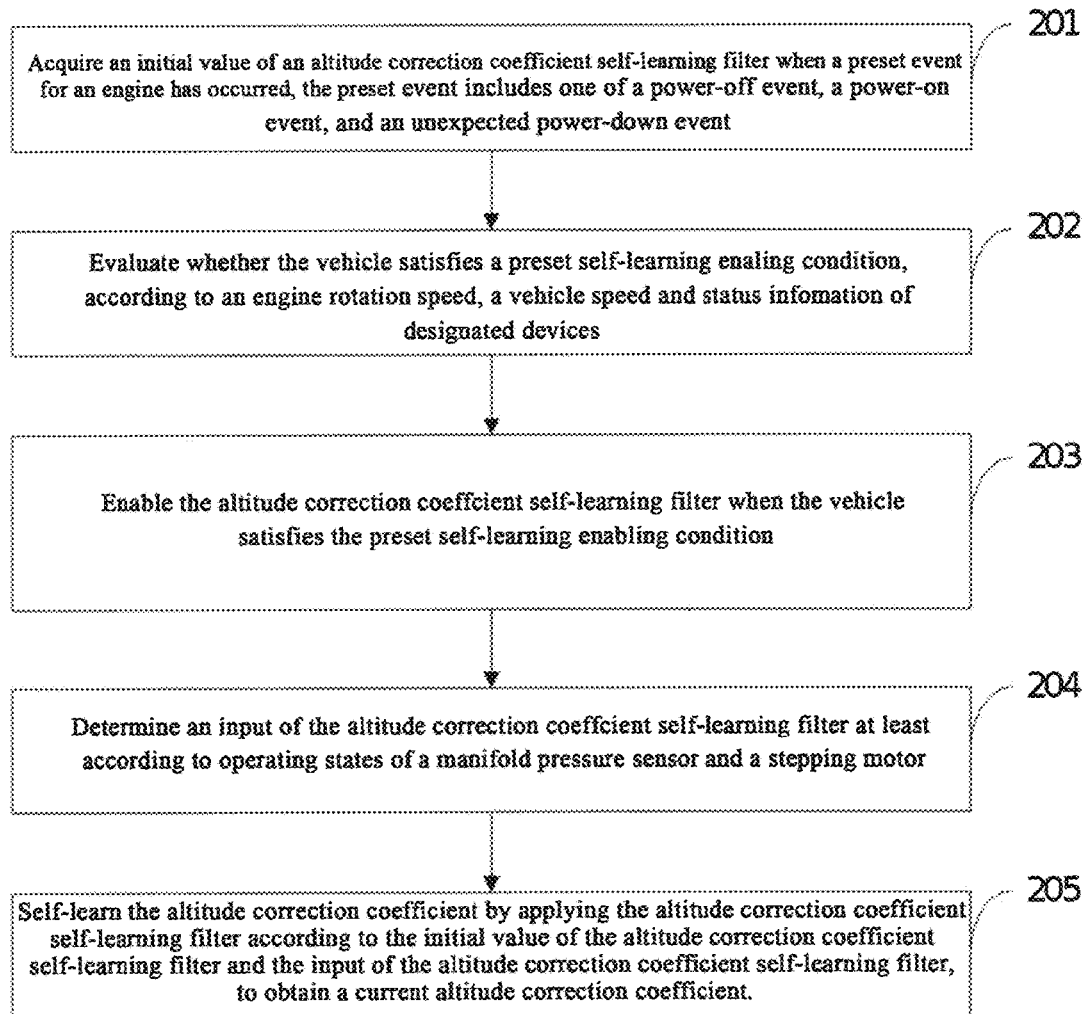 201
Acquire an initial value of an altitude correction coefficient self-learning filter when a preset event
for an engine has occurred, the preset event includes one of a power-off event, a power-on
event, and an unexpected power-down event
202
Evaluate whether the vehicle satisfies a preset self-learning enaling condition,
according to an engine rotation speed, a vehicle speed and status infomation of
designated devices
203
Enable the altitude correction coeffcient self-learning filter when the vehicle
satisfies the preset self-learning enabling condition
204
Determine an input of the altitude correction coeffcient self-learning filter at least
according to operating states of a manifold pressure sensor and a stepping motor
205
Self-learn the altitude correction coefficient by applying the altitude correction coefficient
self-learning filter according to the initial value of the altitude correction coefficient
self-learning filter and the input of the altitude correction coefficient self-learning filter,
to obtain a current altitude correction coefficient.